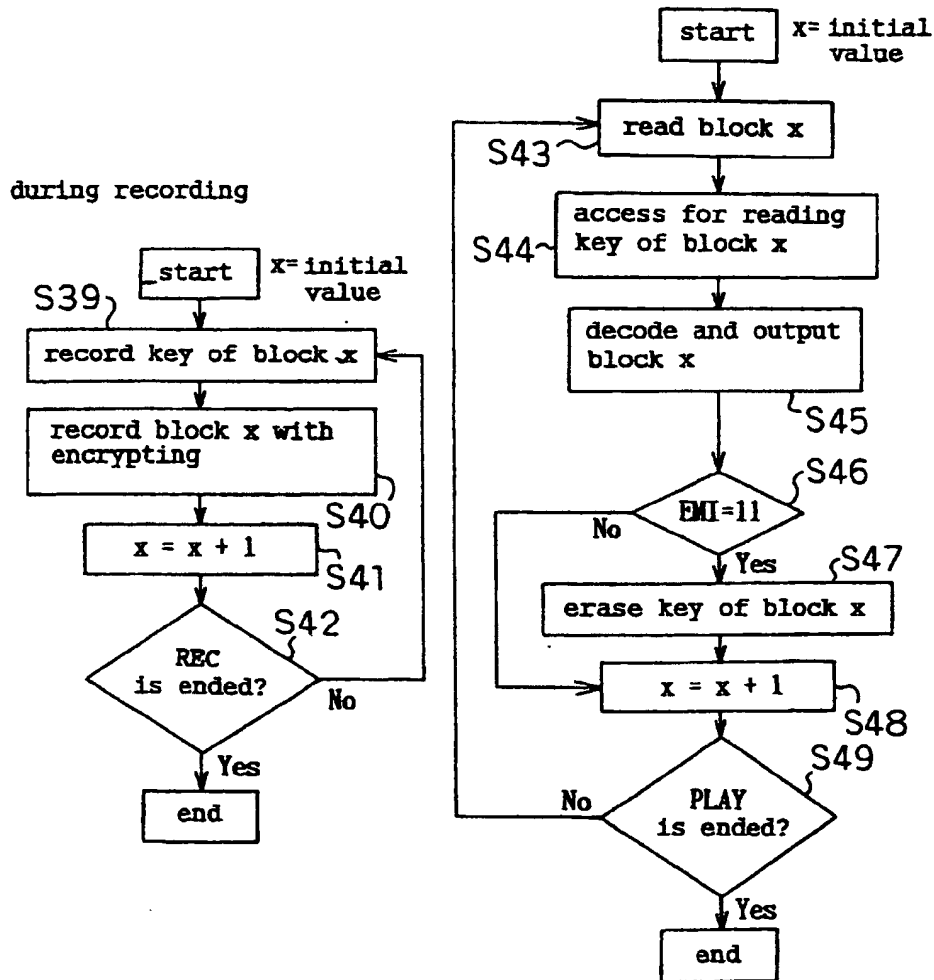 during recording
start
x= initial
value
S39
record key of block x
record block x with
encrypting
S40
x = x + 1
S41
S42
REC
is ended?
No
Yes
end
start
x= initial
value
read block x
S43
access for reading
key of block x
S44
decode and output
block x
S45
S46
EMI=11
No
Yes
S47
erase key of block x
x = x + 1
S48
S49
PLAY
is ended?
No
Yes
end